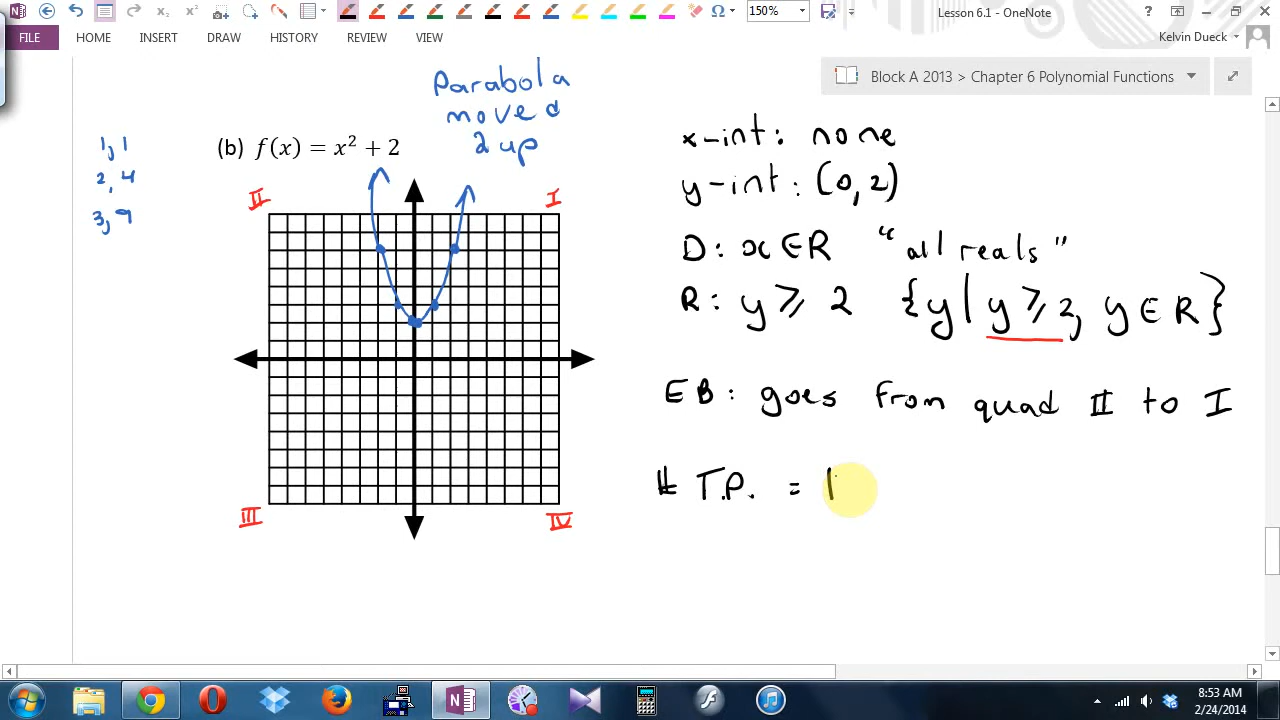 150%
Lesson 6.1 - OneNote
FILE HOME INSERT DRAW HISTORY REVIEW VIEW
Kelvin Dueck
Block A 2013 > Chapter 6 Polynomial Functions
Parabola
moved
2 up
1, 1
2, 4
3, 9
(b) f(x) = x² + 2
II
I
III
IV
x-int: none
y-int: (0, 2)
D: x ∈ R "all reals"
R: y ≥ 2 {y | y ≥ 2, y ∈ R}
EB: goes from quad II to I
# T.P. = 1
8:53 AM
2/24/2014